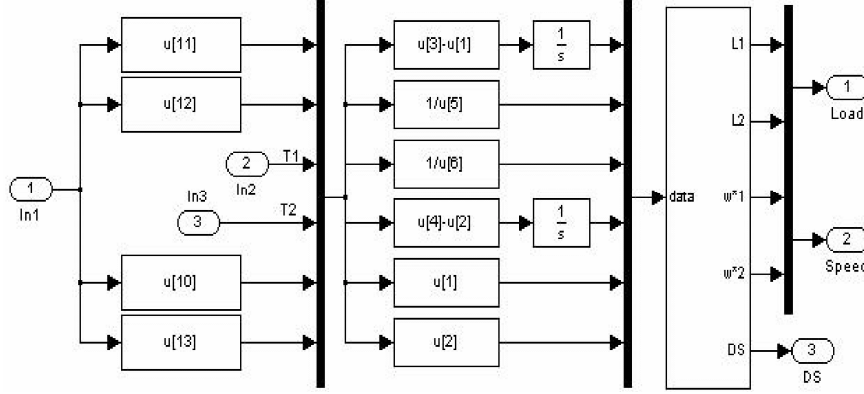 u[11]
u[3]-u[1]
1
s
L1
u[12]
1/u[5]
1
Load
L2
T1
2
In2
1/u[6]
1
In1
In3
3
T2
data
w*1
u[4]-u[2]
1
s
2
Speed
u[10]
u[1]
w*2
u[13]
u[2]
DS
3
DS